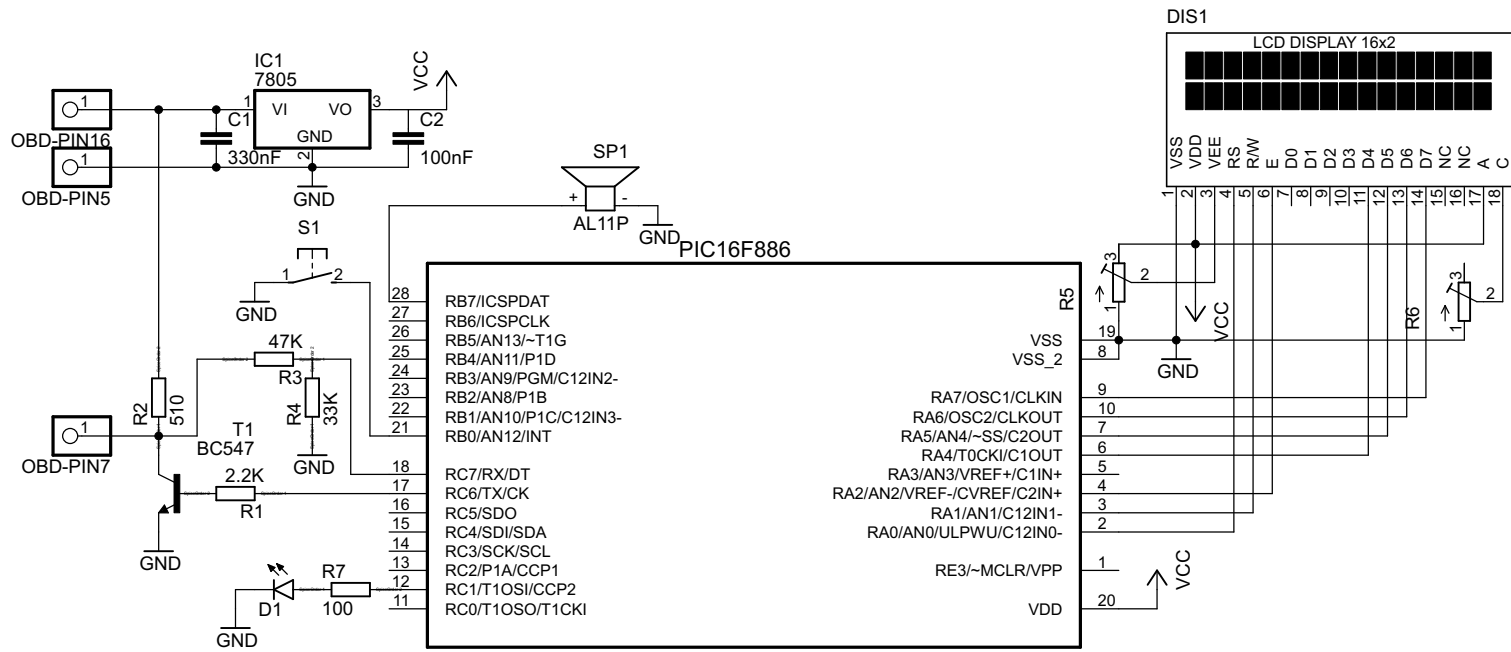 DIS1
LCD DISPLAY 16x2
VSS
VDD
VEE
RS
R/W
E
D0
D1
D2
D3
D4
D5
D6
D7
NC
NC
A
C
1
2
3
4
5
6
7
8
9
10
11
12
13
14
15
16
17
18
IC1
7805
1
VI
VO
3
GND
2
VCC
C1
330nF
C2
100nF
GND
1
OBD-PIN16
1
OBD-PIN5
SP1
+
-
AL11P
GND
S1
1
2
GND
PIC16F886
28
RB7/ICSPDAT
27
RB6/ICSPCLK
26
RB5/AN13/~T1G
25
RB4/AN11/P1D
24
RB3/AN9/PGM/C12IN2-
23
RB2/AN8/P1B
22
RB1/AN10/P1C/C12IN3-
21
RB0/AN12/INT
18
RC7/RX/DT
17
RC6/TX/CK
16
RC5/SDO
15
RC4/SDI/SDA
14
RC3/SCK/SCL
13
RC2/P1A/CCP1
12
RC1/T1OSI/CCP2
11
RC0/T1OSO/T1CKI
VSS
19
VSS_2
8
RA7/OSC1/CLKIN
9
RA6/OSC2/CLKOUT
10
RA5/AN4/~SS/C2OUT
7
RA4/T0CKI/C1OUT
6
RA3/AN3/VREF+/C1IN+
5
RA2/AN2/VREF-/CVREF/C2IN+
4
RA1/AN1/C12IN1-
3
RA0/AN0/ULPWU/C12IN0-
2
RE3/~MCLR/VPP
1
VDD
20
VCC
R5
3
2
1
VCC
GND
R6
3
2
1
47K
R3
R4
33K
GND
R2
510
1
OBD-PIN7
T1
BC547
2.2K
R1
GND
D1
R7
100
GND